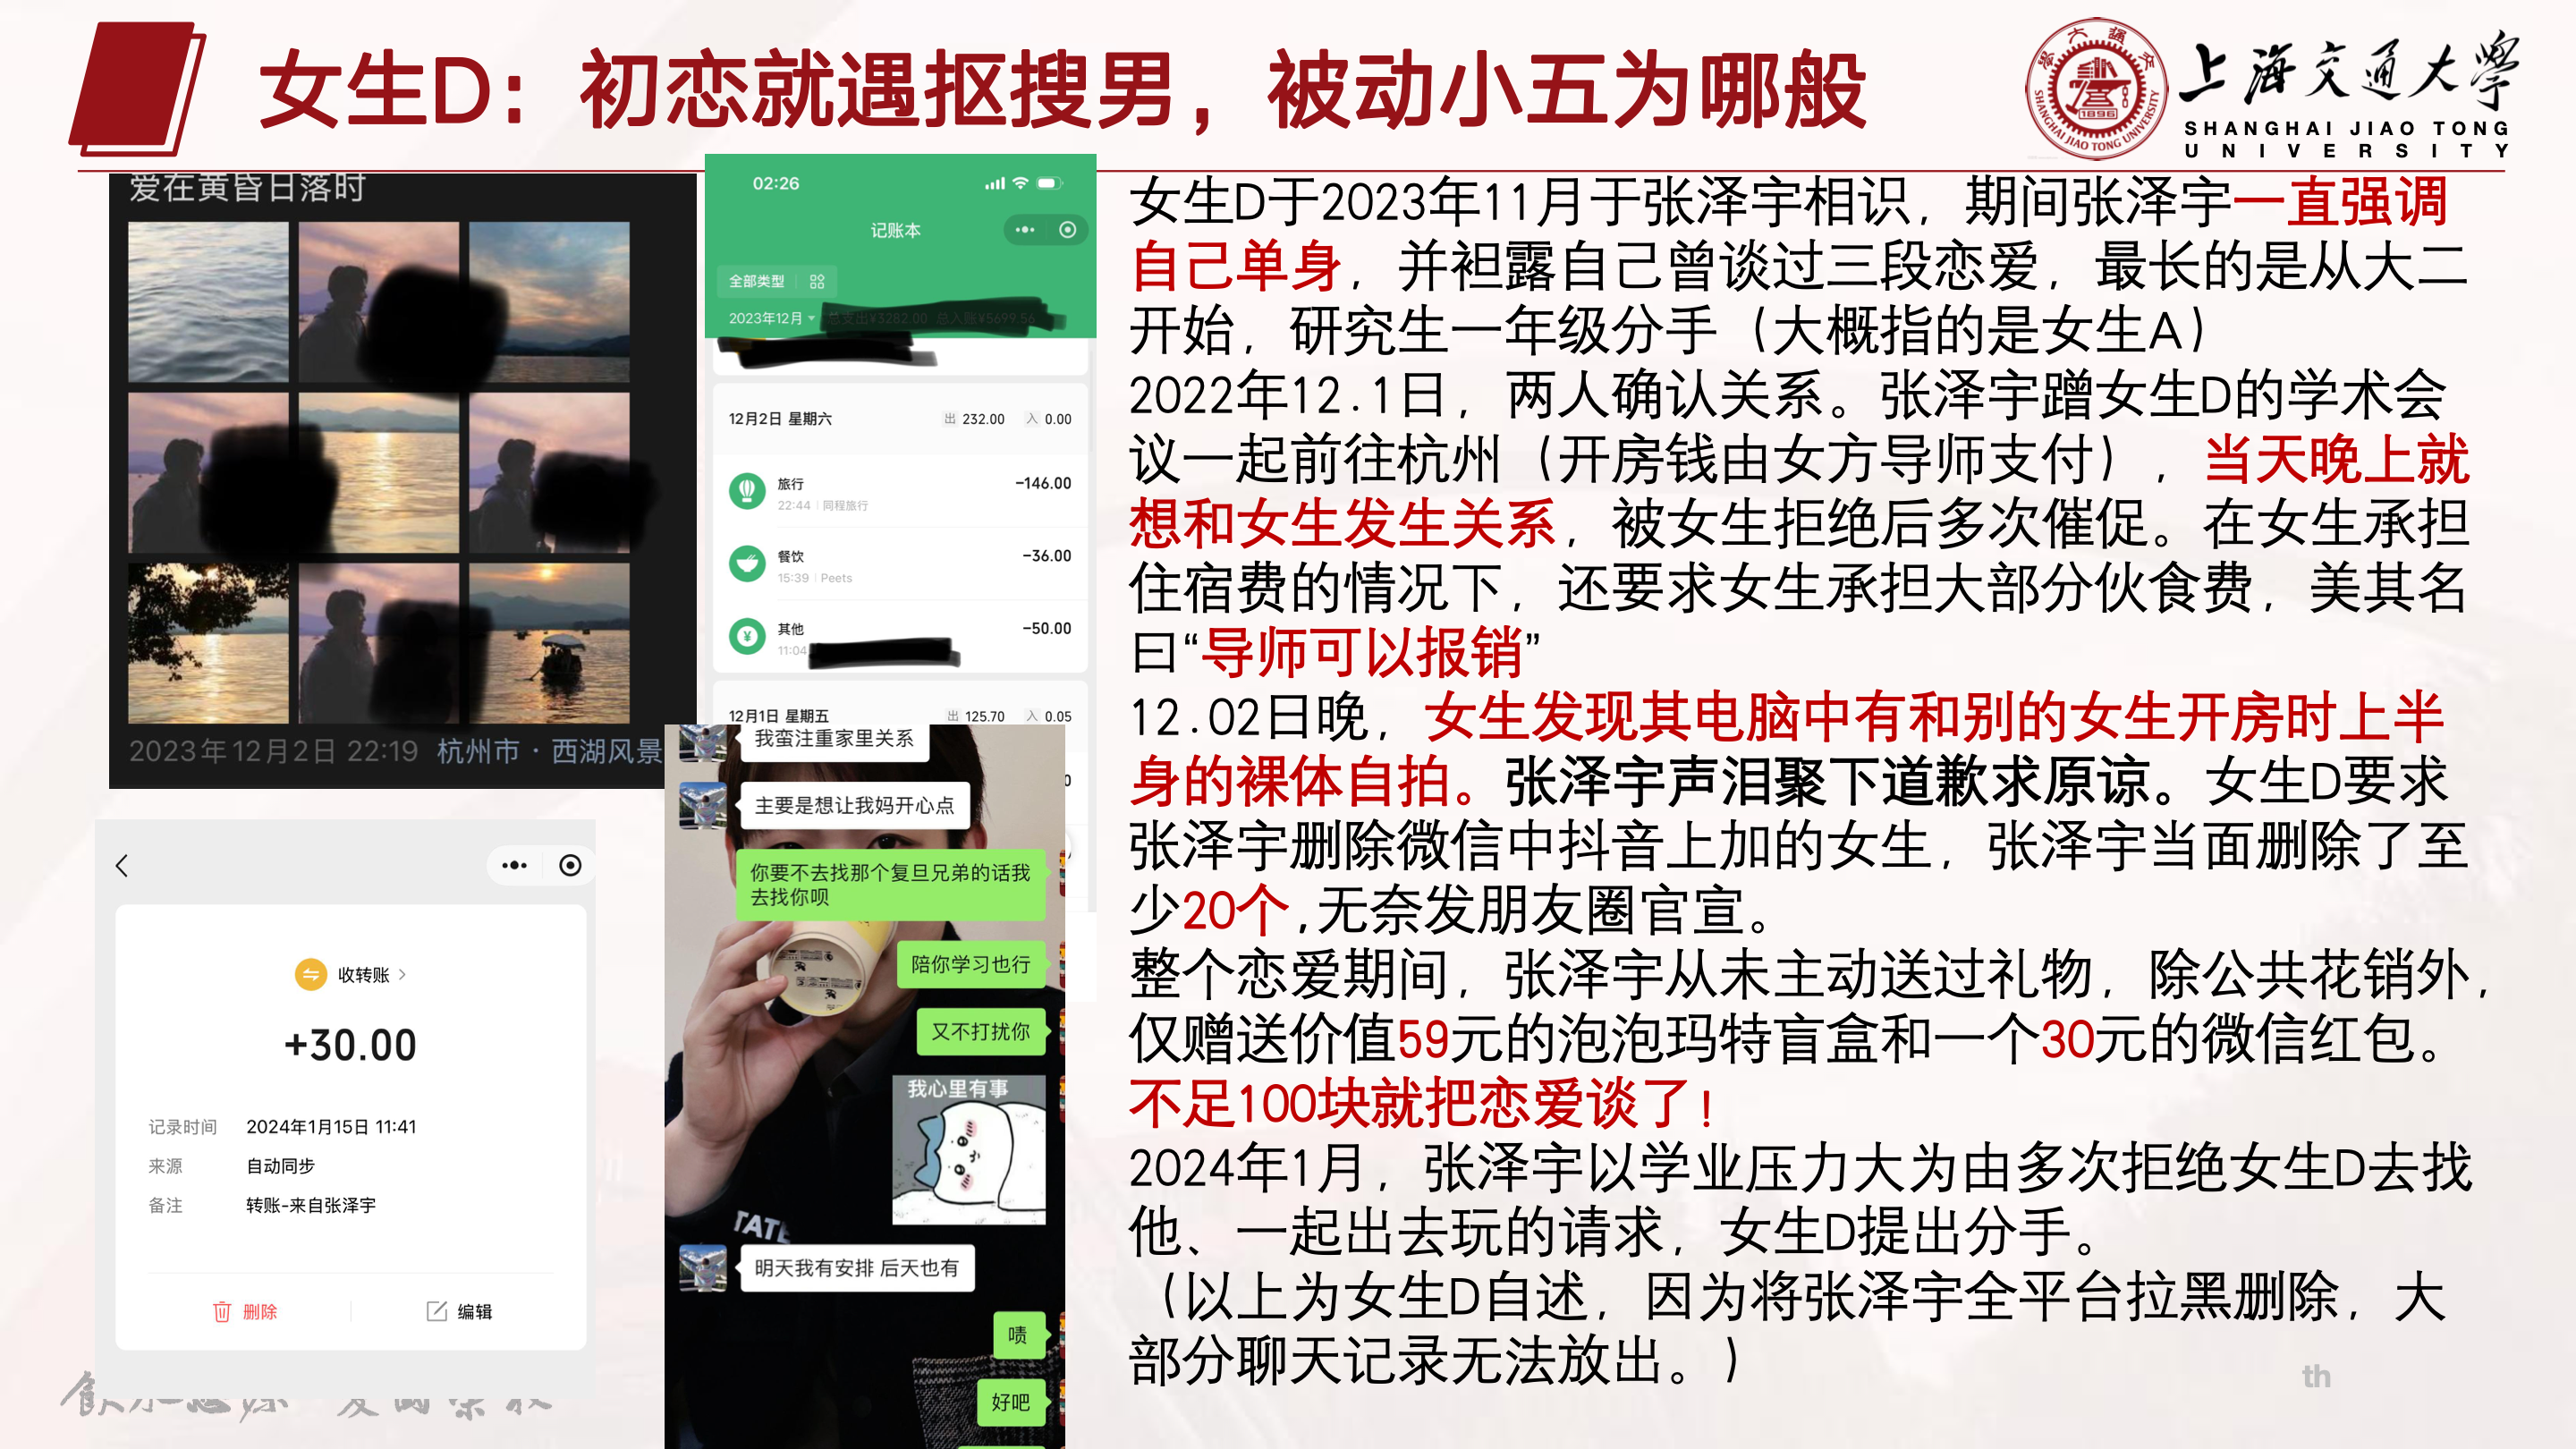 女生D：初恋就遇抠搜男，被动小五为哪般
上海交通大学
SHANGHAI JIAO TONG
UNIVERSITY
1896
SHANGHAI JIAO TONG UNIVERSITY
爱在黄昏日落时
2023年12月2日 22:19 杭州市·西湖风景
02:26
记账本
全部类型
2023年12月 总支出¥3282.00 总入账¥5699.56
12月2日 星期六 出 232.00 入 0.00
旅行 -146.00
22:44 同程旅行
餐饮 -36.00
15:39 Peets
其他 -50.00
11:04
12月1日 星期五 出 125.70 入 0.05
收转账
+30.00
记录时间 2024年1月15日 11:41
来源 自动同步
备注 转账-来自张泽宇
删除 编辑
我蛮注重家里关系
主要是想让我妈开心点
你要不去找那个复旦兄弟的话我
去找你呗
陪你学习也行
又不打扰你
我心里有事
TATE
明天我有安排 后天也有
啧
好吧
女生D于2023年11月于张泽宇相识，期间张泽宇一直强调
自己单身，并袒露自己曾谈过三段恋爱，最长的是从大二
开始，研究生一年级分手（大概指的是女生A）
2022年12.1日，两人确认关系。张泽宇蹭女生D的学术会
议一起前往杭州（开房钱由女方导师支付），当天晚上就
想和女生发生关系，被女生拒绝后多次催促。在女生承担
住宿费的情况下，还要求女生承担大部分伙食费，美其名
曰“导师可以报销”
12.02日晚，女生发现其电脑中有和别的女生开房时上半
身的裸体自拍。张泽宇声泪聚下道歉求原谅。女生D要求
张泽宇删除微信中抖音上加的女生，张泽宇当面删除了至
少20个,无奈发朋友圈官宣。
整个恋爱期间，张泽宇从未主动送过礼物，除公共花销外，
仅赠送价值59元的泡泡玛特盲盒和一个30元的微信红包。
不足100块就把恋爱谈了！
2024年1月，张泽宇以学业压力大为由多次拒绝女生D去找
他、一起出去玩的请求，女生D提出分手。
（以上为女生D自述，因为将张泽宇全平台拉黑删除，大
部分聊天记录无法放出。）
th